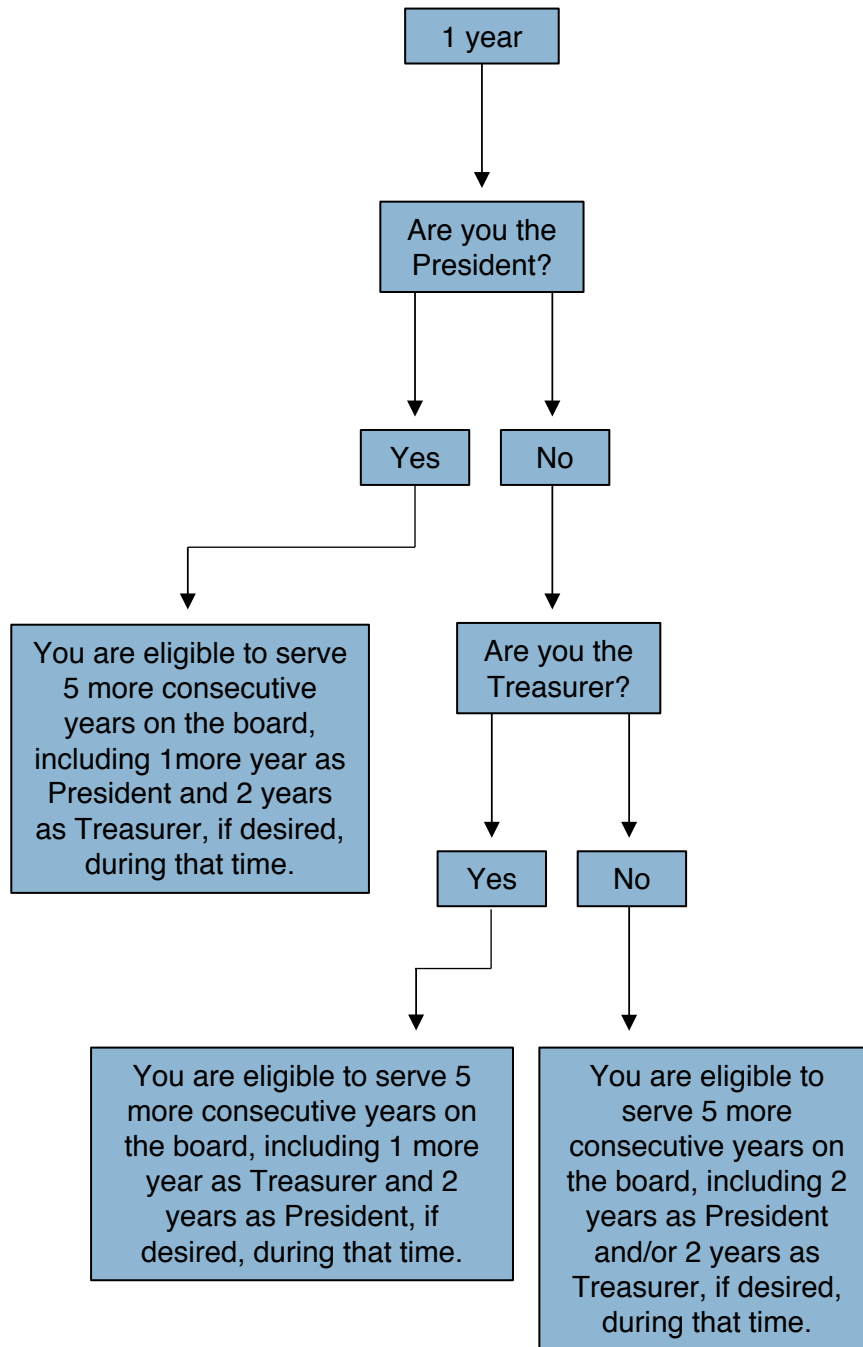 1 year
Are you the
President?
Yes
No
You are eligible to serve
5 more consecutive
years on the board,
including 1more year as
President and 2 years
as Treasurer, if desired,
during that time.
Are you the
Treasurer?
Yes
No
You are eligible to serve 5
more consecutive years on
the board, including 1 more
year as Treasurer and 2
years as President, if
desired, during that time.
You are eligible to
serve 5 more
consecutive years on
the board, including 2
years as President
and/or 2 years as
Treasurer, if desired,
during that time.